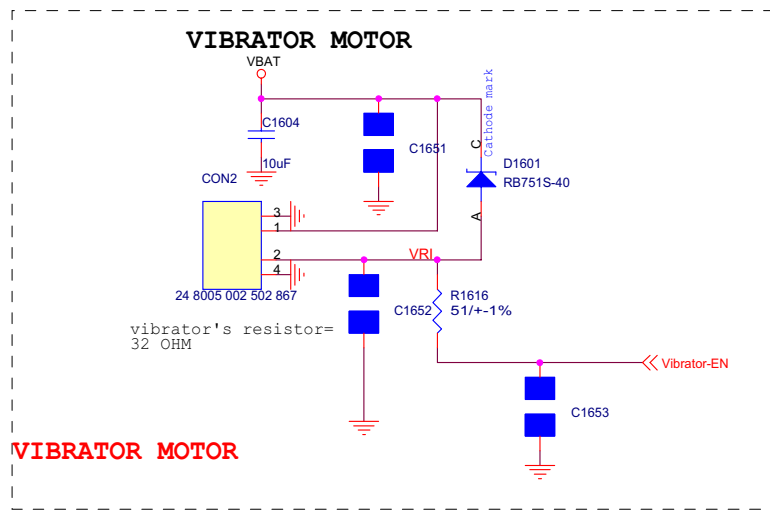 VIBRATOR MOTOR
VBAT
Cathode mark
C1604
C1651
C
D1601
10uF
RB751S-40
CON2
A
3
1
2
VRI
4
24 8005 002 502 867
C1652
R1616
51/+-1%
vibrator's resistor=
32 OHM
Vibrator-EN
C1653
VIBRATOR MOTOR